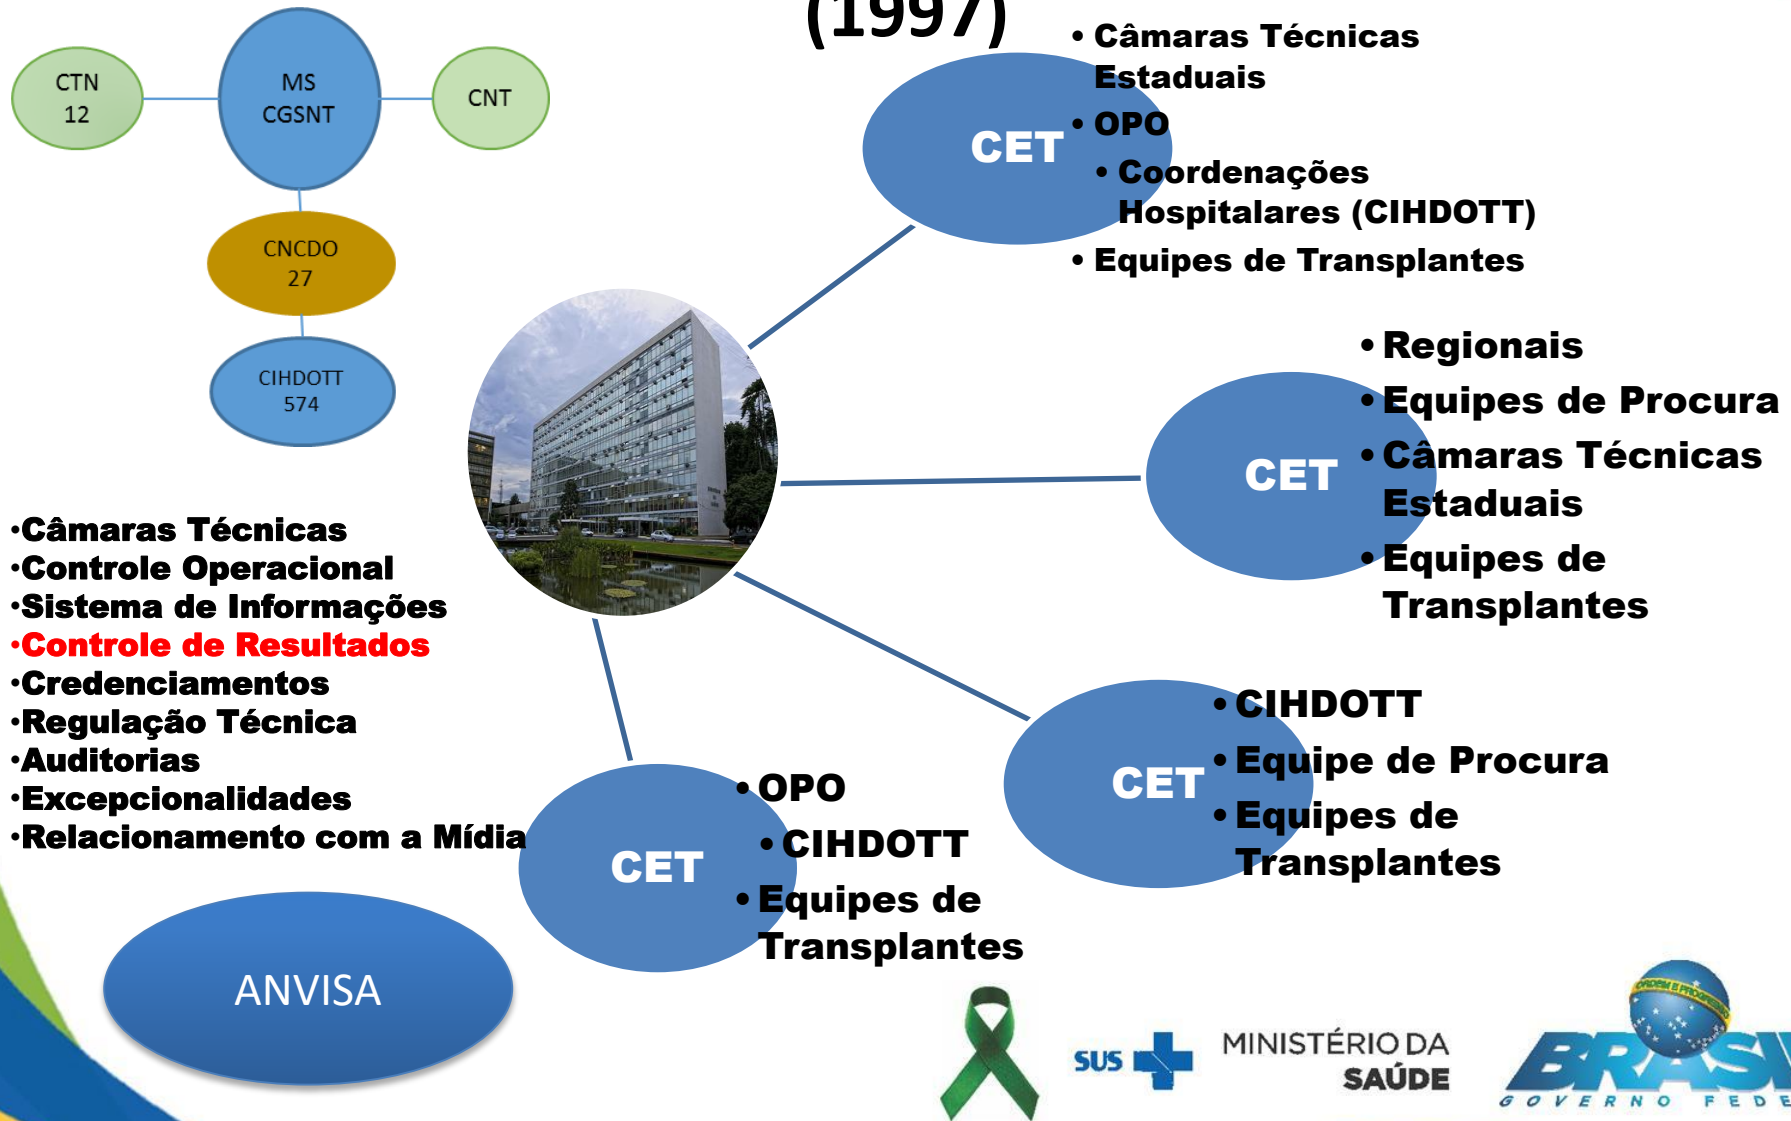 (1997)
CTN
12
MS
CGSNT
CNT
CNCDO
27
CIHDOTT
574
CET
• Câmaras Técnicas
Estaduais
• OPO
• Coordenações
Hospitalares (CIHDOTT)
• Equipes de Transplantes
CET
• Regionais
• Equipes de Procura
• Câmaras Técnicas
Estaduais
• Equipes de
Transplantes
•Câmaras Técnicas
•Controle Operacional
•Sistema de Informações
•Controle de Resultados
•Credenciamentos
•Regulação Técnica
•Auditorias
•Excepcionalidades
•Relacionamento com a Mídia
CET
• CIHDOTT
• Equipe de Procura
• Equipes de
Transplantes
CET
• OPO
• CIHDOTT
• Equipes de
Transplantes
ANVISA
SUS
MINISTÉRIO DA
SAÚDE
ORDEM E PROGRESSO
BRASI
GOVERNO FEDE